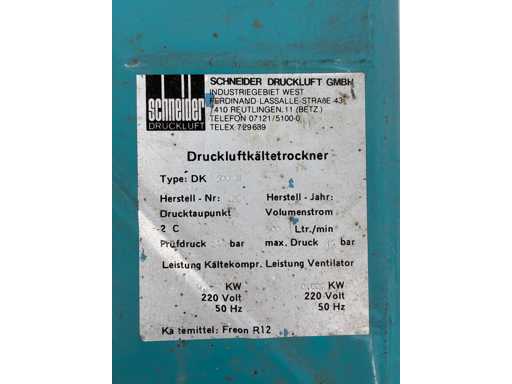 schneider
DRUCKLUFT
SCHNEIDER DRUCKLUFT GMBH
INDUSTRIEGEBIET WEST
FERDINAND-LASSALLE-STRAßE 43
7410 REUTLINGEN 11 (BETZ.)
TELEFON 07121/5100-0
TELEX 729689
Druckluftkältetrockner
Type: DK
Herstell - Nr: Herstell - Jahr:
Drucktaupunkt Volumenstrom
2 C Ltr./min
Prüfdruck bar max. Druck bar
Leistung Kältekompr. Leistung Ventilator
KW KW
220 Volt 220 Volt
50 Hz 50 Hz
Kä temittel: Freon R12